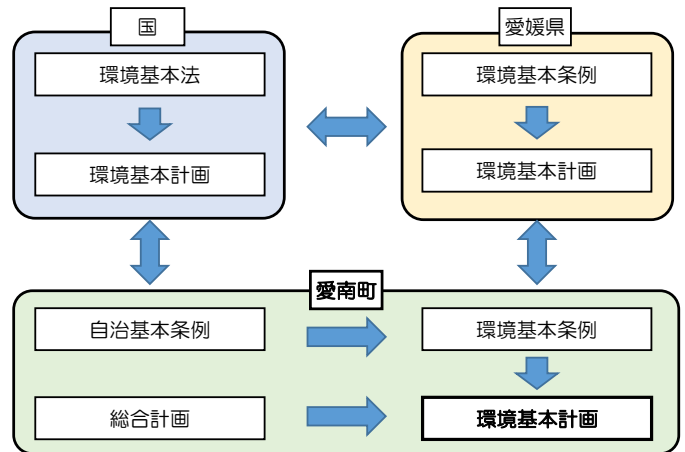 国
環境基本法
環境基本計画
愛媛県
環境基本条例
環境基本計画
愛南町
自治基本条例
環境基本条例
総合計画
環境基本計画